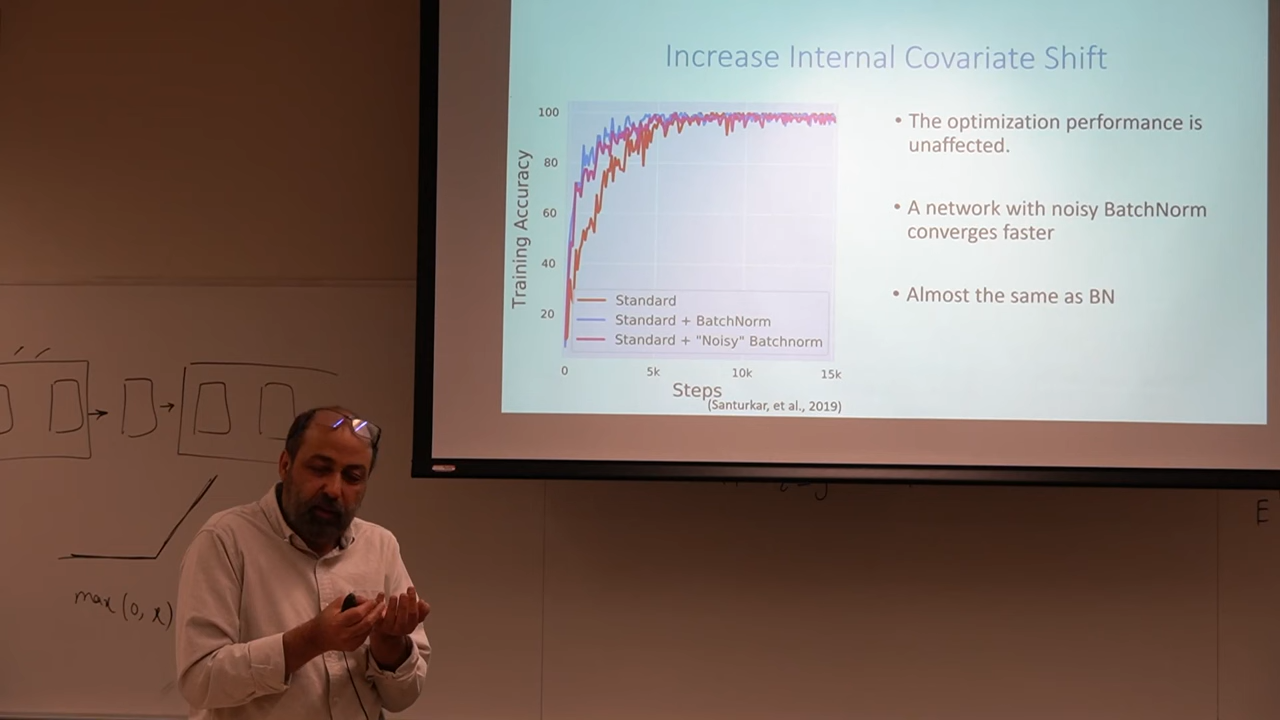 Increase Internal Covariate Shift
100
80
60
40
20
Training Accuracy
Standard
Standard + BatchNorm
Standard + "Noisy" Batchnorm
0
5k
10k
15k
Steps
(Santurkar, et al., 2019)
• The optimization performance is
unaffected.
• A network with noisy BatchNorm
converges faster
• Almost the same as BN
max (0, x)
E